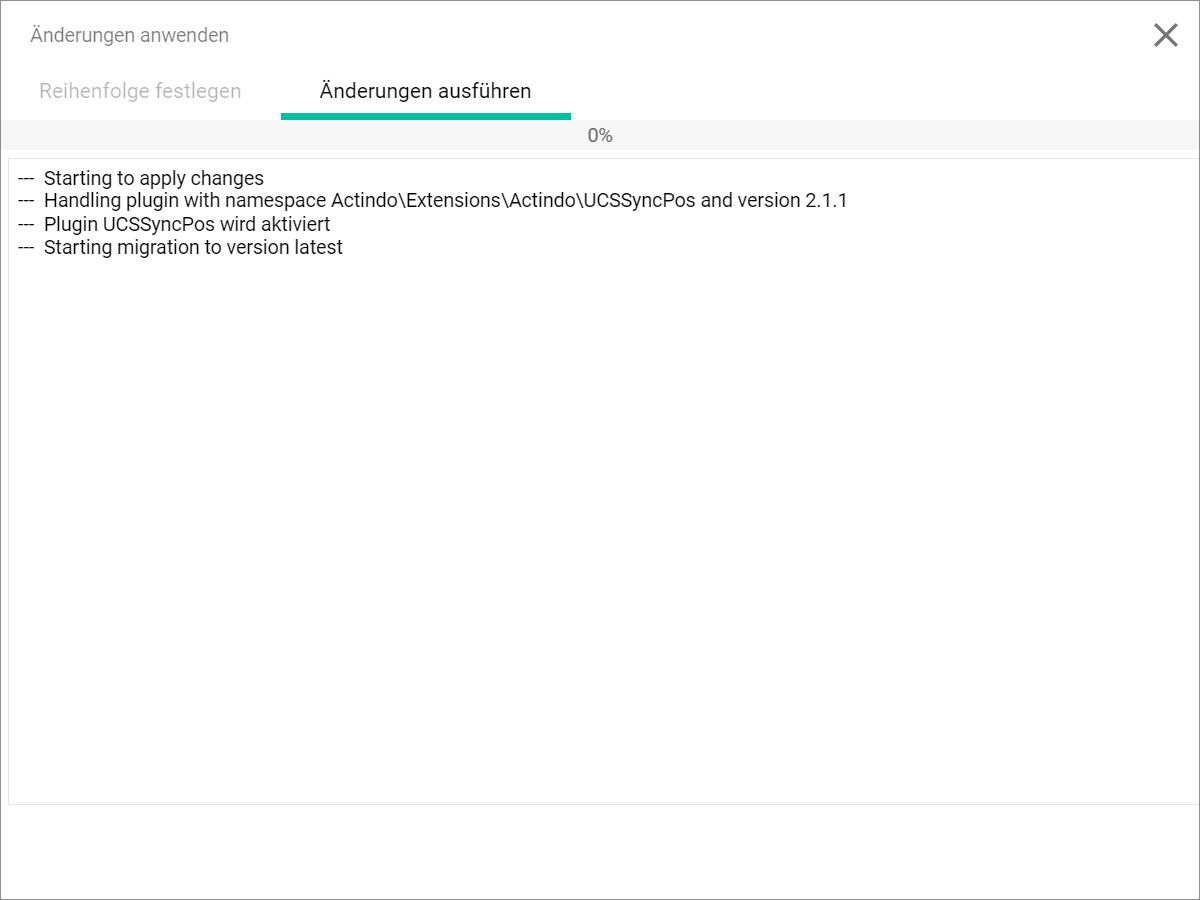 Änderungen anwenden
Reihenfolge festlegen
Änderungen ausführen
0%
--- Starting to apply changes
--- Handling plugin with namespace Actindo\Extensions\Actindo\UCSSyncPos and version 2.1.1
--- Plugin UCSSyncPos wird aktiviert
--- Starting migration to version latest